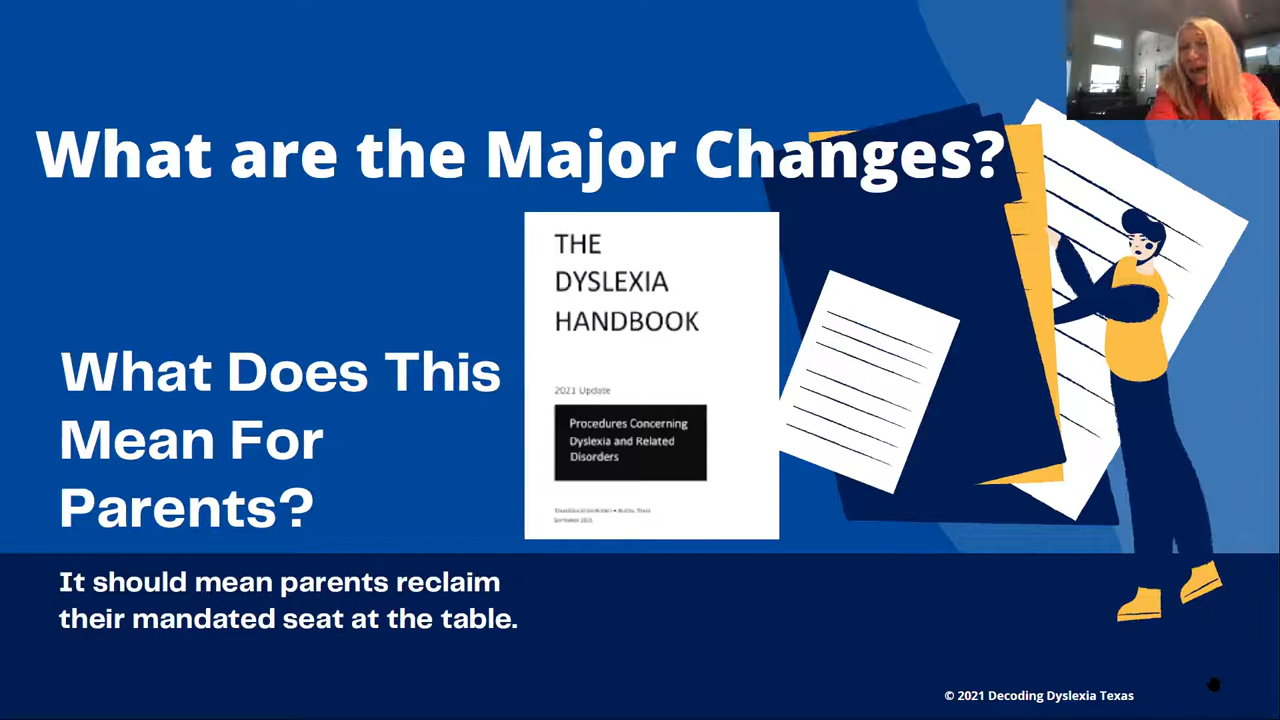 What are the Major Changes?
THE
DYSLEXIA
HANDBOOK
2021 Update
Procedures Concerning
Dyslexia and Related
Disorders
What Does This
Mean For
Parents?
It should mean parents reclaim
their mandated seat at the table.
© 2021 Decoding Dyslexia Texas